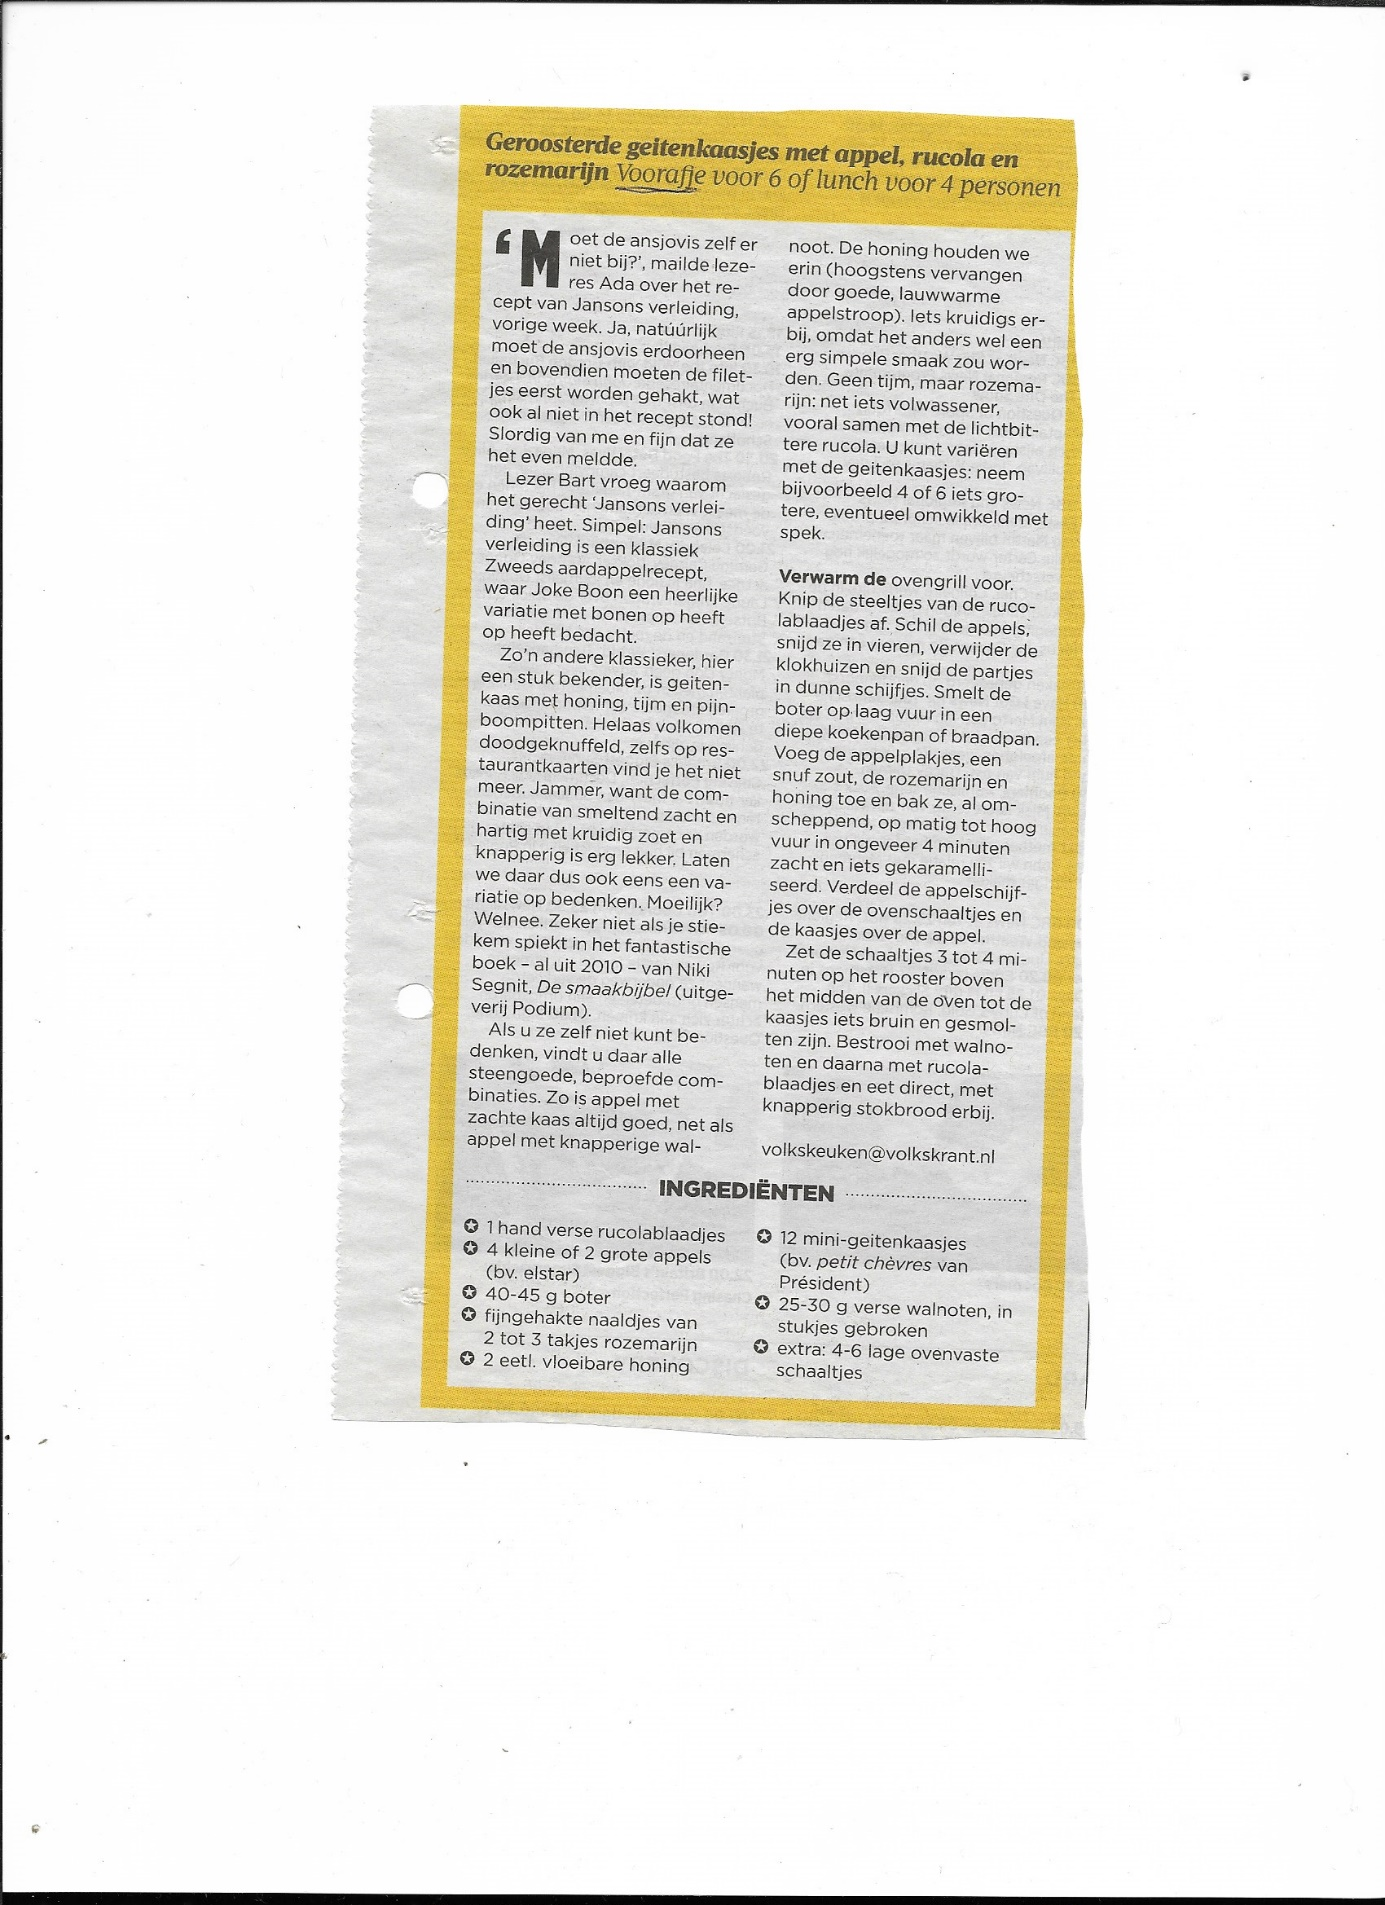 Geroosterde geitenkaasjes met appel, rucola en
rozemarijn Voorafje voor 6 of lunch voor 4 personen
‘Moet de ansjovis zelf er
niet bij?’, mailde leze-
res Ada over het re-
cept van Jansons verleiding,
vorige week. Ja, natúúrlijk
moet de ansjovis erdoorheen
en bovendien moeten de filet-
jes eerst worden gehakt, wat
ook al niet in het recept stond!
Slordig van me en fijn dat ze
het even meldde.
Lezer Bart vroeg waarom
het gerecht ‘Jansons verlei-
ding’ heet. Simpel: Jansons
verleiding is een klassiek
Zweeds aardappelrecept,
waar Joke Boon een heerlijke
variatie met bonen op heeft
op heeft bedacht.
Zo’n andere klassieker, hier
een stuk bekender, is geiten-
kaas met honing, tijm en pijn-
boompitten. Helaas volkomen
doodgeknuffeld, zelfs op res-
taurantkaarten vind je het niet
meer. Jammer, want de com-
binatie van smeltend zacht en
hartig met kruidig zoet en
knapperig is erg lekker. Laten
we daar dus ook eens een va-
riatie op bedenken. Moeilijk?
Welnee. Zeker niet als je stie-
kem spiekt in het fantastische
boek – al uit 2010 – van Niki
Segnit, De smaakbijbel (uitge-
verij Podium).
Als u ze zelf niet kunt be-
denken, vindt u daar alle
steengoede, beproefde com-
binaties. Zo is appel met
zachte kaas altijd goed, net als
appel met knapperige wal-
noot. De honing houden we
erin (hoogstens vervangen
door goede, lauwwarme
appelstroop). Iets kruidigs er-
bij, omdat het anders wel een
erg simpele smaak zou wor-
den. Geen tijm, maar rozema-
rijn: net iets volwassener,
vooral samen met de lichtbit-
tere rucola. U kunt variëren
met de geitenkaasjes: neem
bijvoorbeeld 4 of 6 iets gro-
tere, eventueel omwikkeld met
spek.
Verwarm de ovengrill voor.
Knip de steeltjes van de ruco-
lablaadjes af. Schil de appels,
snijd ze in vieren, verwijder de
klokhuizen en snijd de partjes
in dunne schijfjes. Smelt de
boter op laag vuur in een
diepe koekenpan of braadpan.
Voeg de appelplakjes, een
snuf zout, de rozemarijn en
honing toe en bak ze, al om-
scheppend, op matig tot hoog
vuur in ongeveer 4 minuten
zacht en iets gekaramelli-
seerd. Verdeel de appelschijf-
jes over de ovenschaaltjes en
de kaasjes over de appel.
Zet de schaaltjes 3 tot 4 mi-
nuten op het rooster boven
het midden van de oven tot de
kaasjes iets bruin en gesmol-
ten zijn. Bestrooi met walno-
ten en daarna met rucola-
blaadjes en eet direct, met
knapperig stokbrood erbij.
volkskeuken@volkskrant.nl
INGREDIËNTEN
1 hand verse rucolablaadjes
4 kleine of 2 grote appels
(bv. elstar)
40-45 g boter
fijngehakte naaldjes van
2 tot 3 takjes rozemarijn
2 eetl. vloeibare honing
12 mini-geitenkaasjes
(bv. petit chèvres van
Président)
25-30 g verse walnoten, in
stukjes gebroken
extra: 4-6 lage ovenvaste
schaaltjes